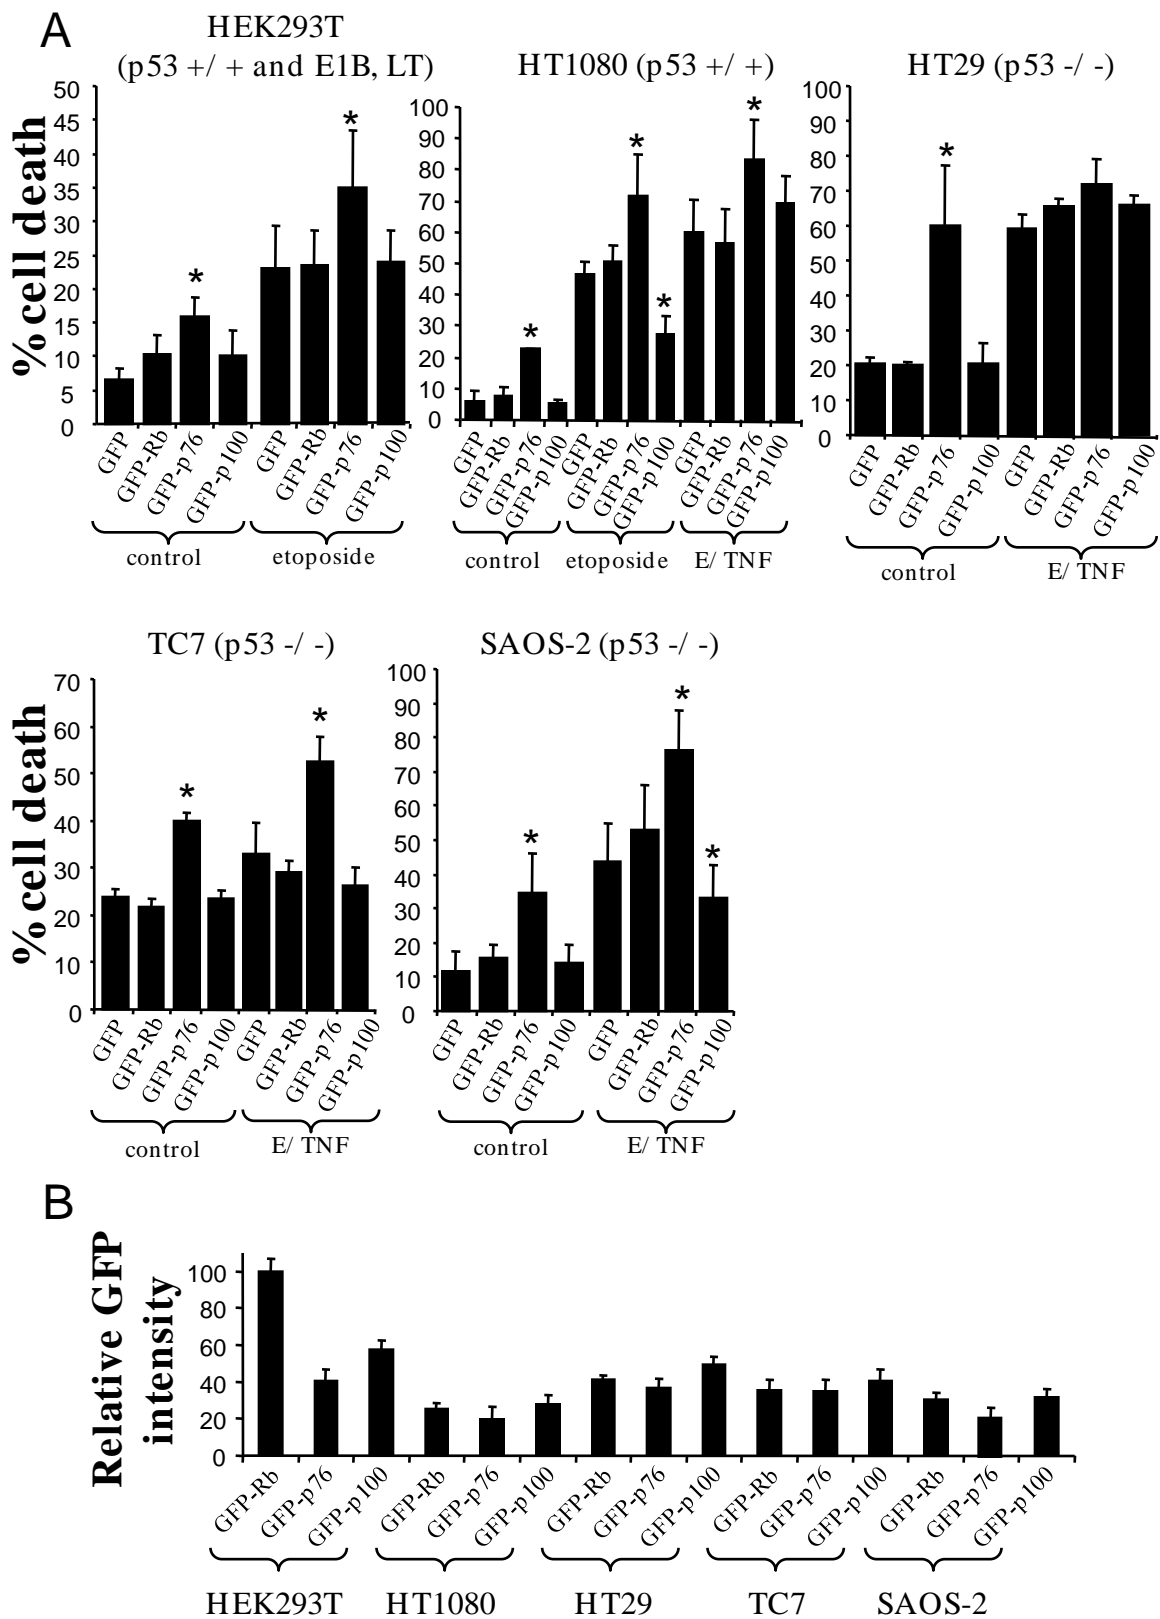 A
HEK293T
(p53 +/ + and E1B, LT)
HT1080 (p53 +/ +)
HT29 (p53 -/ -)
% cell death
50
45
40
35
30
25
20
15
10
5
0
GFP
GFP-Rb
GFP-p76
GFP-p100
GFP
GFP-Rb
GFP-p76
GFP-p100
control
etoposide
*
*
100
90
80
70
60
50
40
30
20
10
0
GFP
GFP-Rb
GFP-p76
GFP-p100
GFP
GFP-Rb
GFP-p76
GFP-p100
GFP
GFP-Rb
GFP-p76
GFP-p100
control
etoposide
E/ TNF
*
*
*
*
100
90
80
70
60
50
40
30
20
10
0
GFP
GFP-Rb
GFP-p76
GFP-p100
GFP
GFP-Rb
GFP-p76
GFP-p100
control
E/ TNF
*
TC7 (p53 -/ -)
SAOS-2 (p53 -/ -)
% cell death
70
60
50
40
30
20
10
0
GFP
GFP-Rb
GFP-p76
GFP-p100
GFP
GFP-Rb
GFP-p76
GFP-p100
control
E/ TNF
*
*
100
90
80
70
60
50
40
30
20
10
0
GFP
GFP-Rb
GFP-p76
GFP-p100
GFP
GFP-Rb
GFP-p76
GFP-p100
control
E/ TNF
*
*
*
B
Relative GFP
intensity
100
80
60
40
20
0
GFP-Rb
GFP-p76
GFP-p100
GFP-Rb
GFP-p76
GFP-p100
GFP-Rb
GFP-p76
GFP-p100
GFP-Rb
GFP-p76
GFP-p100
GFP-Rb
GFP-p76
GFP-p100
HEK293T
HT1080
HT29
TC7
SAOS-2